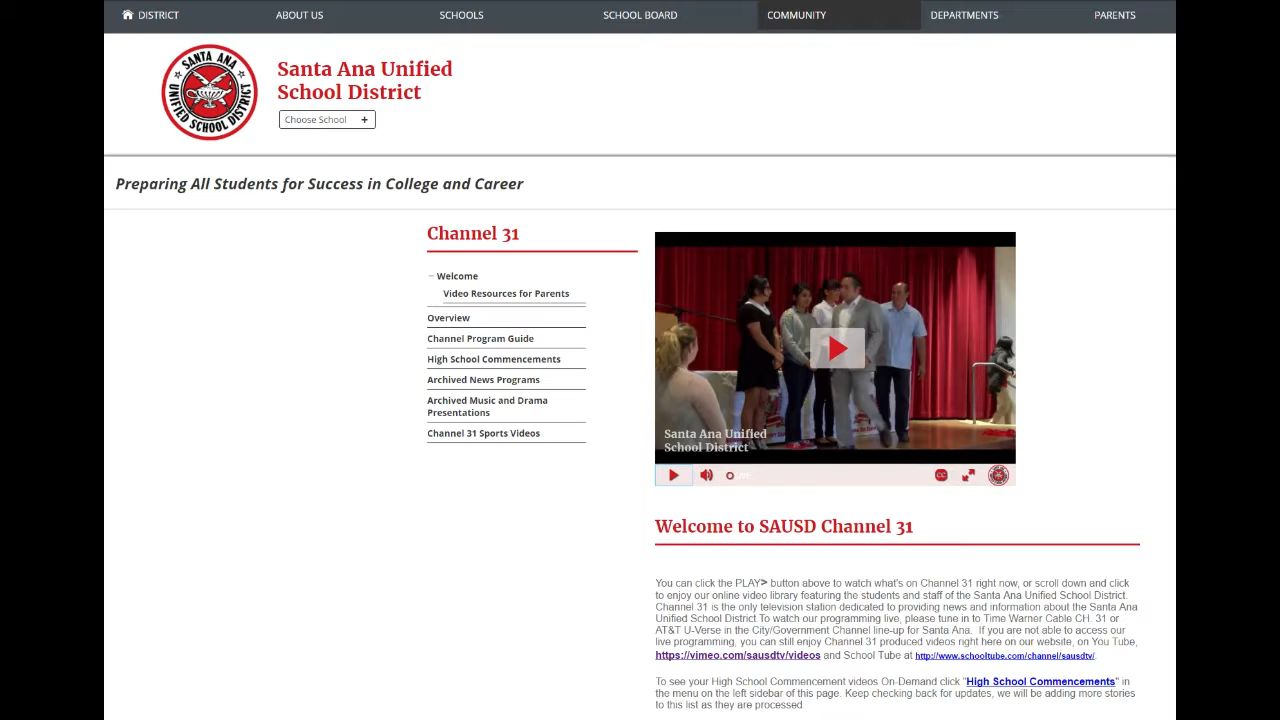 DISTRICT ABOUT US SCHOOLS SCHOOL BOARD COMMUNITY DEPARTMENTS PARENTS
SANTA ANA
UNIFIED SCHOOL DISTRICT
Santa Ana Unified
School District
Choose School +
Preparing All Students for Success in College and Career
Channel 31
Welcome
Video Resources for Parents
Overview
Channel Program Guide
High School Commencements
Archived News Programs
Archived Music and Drama
Presentations
Channel 31 Sports Videos
Santa Ana Unified
School District
CC
Welcome to SAUSD Channel 31
You can click the PLAY> button above to watch what's on Channel 31 right now, or scroll down and click
to enjoy our online video library featuring the students and staff of the Santa Ana Unified School District.
Channel 31 is the only television station dedicated to providing news and information about the Santa Ana
Unified School District To watch our programming live, please tune in to Time Warner Cable CH. 31 or
AT&T U-Verse in the City/Government Channel line-up for Santa Ana. If you are not able to access our
live programming, you can still enjoy Channel 31 produced videos right here on our website, on You Tube,
https://vimeo.com/sausdtv/videos and School Tube at http://www.schooltube.com/channel/sausdtv/.
To see your High School Commencement videos On-Demand click "High School Commencements" in
the menu on the left sidebar of this page. Keep checking back for updates, we will be adding more stories
to this list as they are processed.